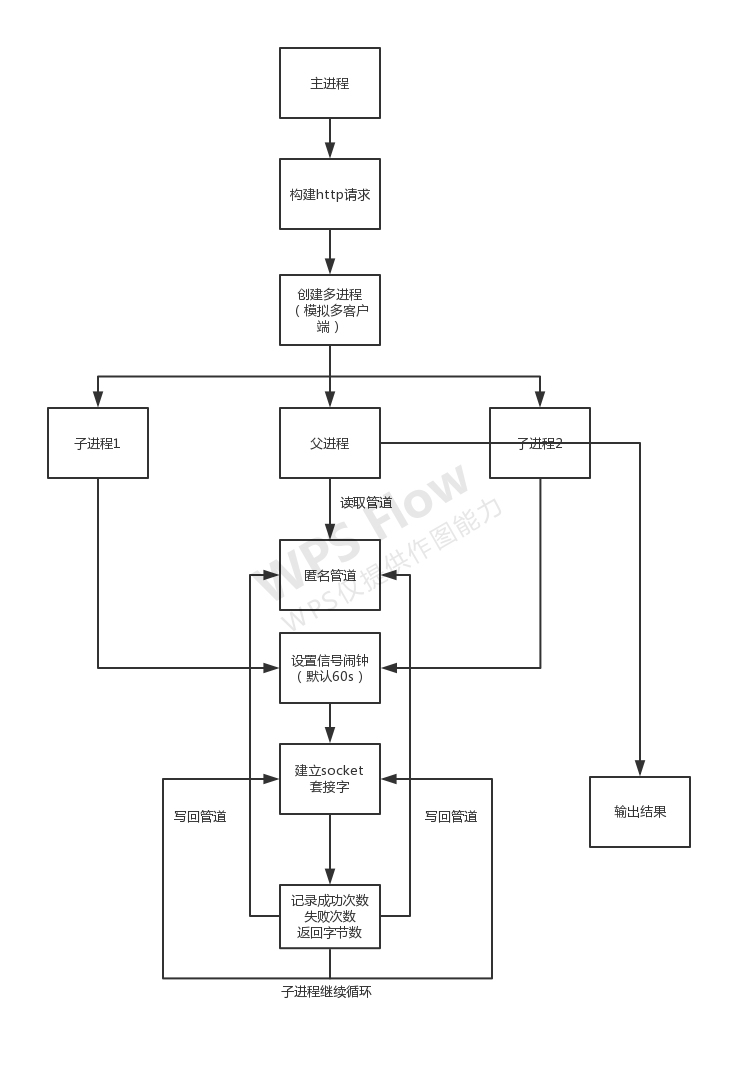 主进程
构建http请求
创建多进程
（模拟多客户
端）
子进程1
父进程
子进程2
读取管道
WPS Flow
WPS仅提供作图能力
匿名管道
设置信号闹钟
（默认60s）
建立socket
套接字
写回管道
写回管道
输出结果
记录成功次数
失败次数
返回字节数
子进程继续循环